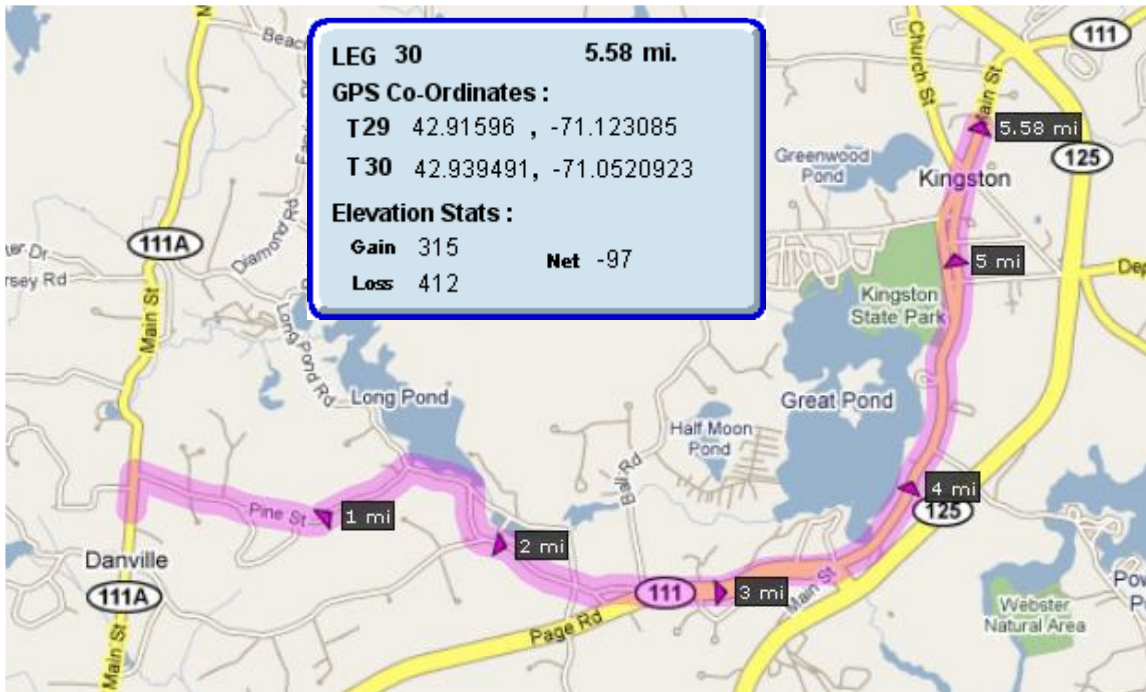 LEG 30 5.58 mi.
GPS Co-Ordinates :
T29 42.91596 , -71.123085
T30 42.939491, -71.0520923
Elevation Stats :
Gain 315
Net -97
Loss 412
N
Church St
111
Main St
5.58 mi
125
Greenwood
Pond
Kingston
111A
Diamond Rd
Dr
Rd
Main St
5 mi
Kingston
State Park
Long Pond Rd
Long Pond
Great Pond
Half Moon
Pond
Ball Rd
Pine St
1 mi
4 mi
125
2 mi
Danville
111A
111
3 mi
Main St
Page Rd
Webster
Natural Area
Main St